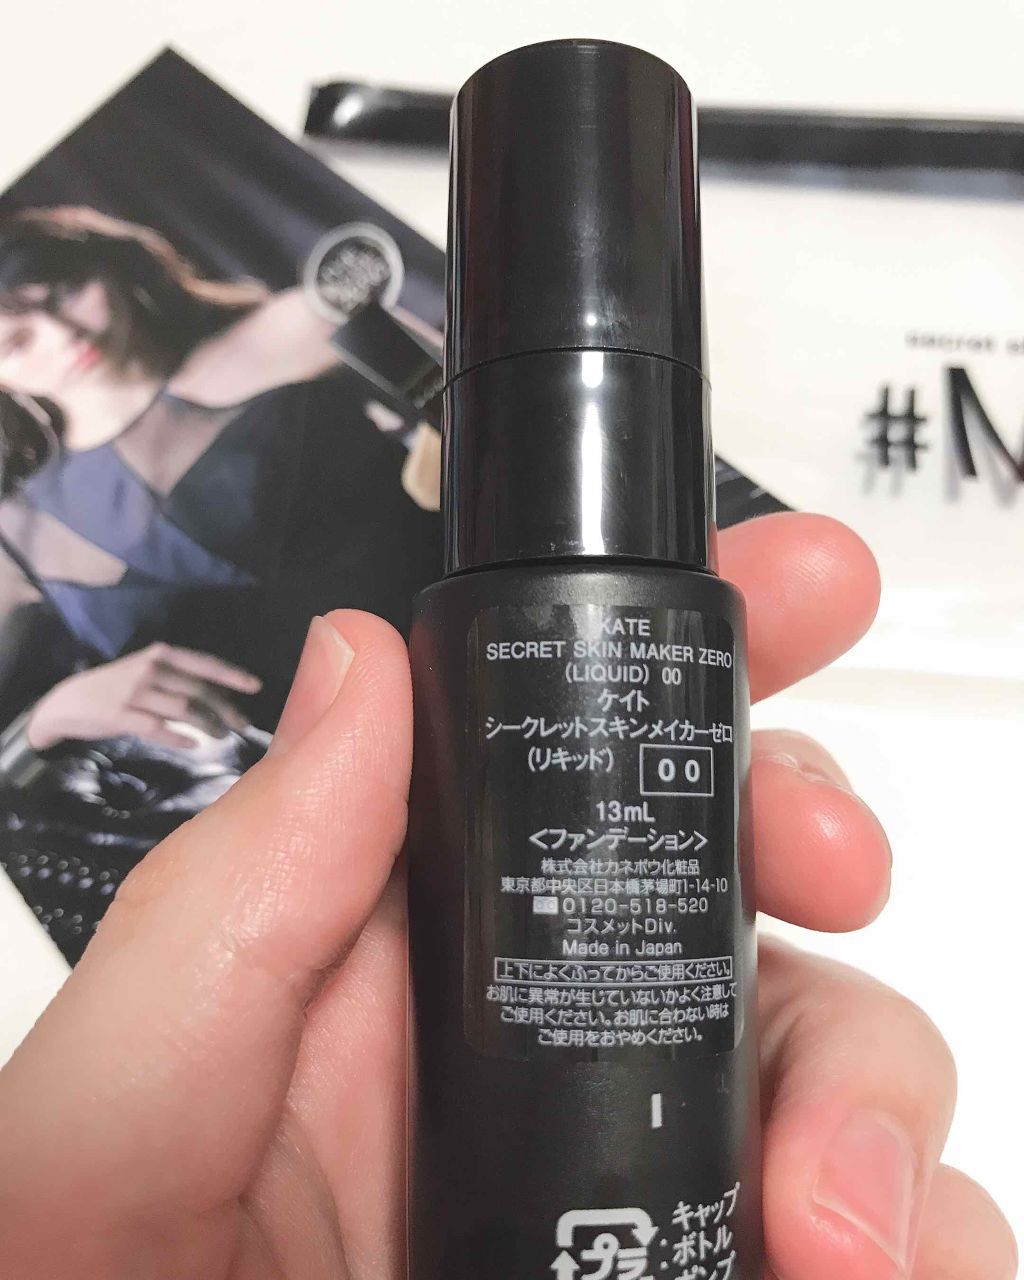 secret
#M
KATE
SECRET SKIN MAKER ZERO
(LIQUID) 00
ケイト
シークレットスキンメイカーゼロ
(リキッド) 00
13mL
<ファンデーション>
株式会社カネボウ化粧品
東京都中央区日本橋茅場町1-14-10
0120-518-520
コスメットDiv.
Made in Japan
上下によくふってからご使用ください。
お肌に異常が生じていないかよく注意して
ご使用ください。お肌に合わない時は
ご使用をおやめください。
プラ
キャップ
・ボトル
・ポンプ